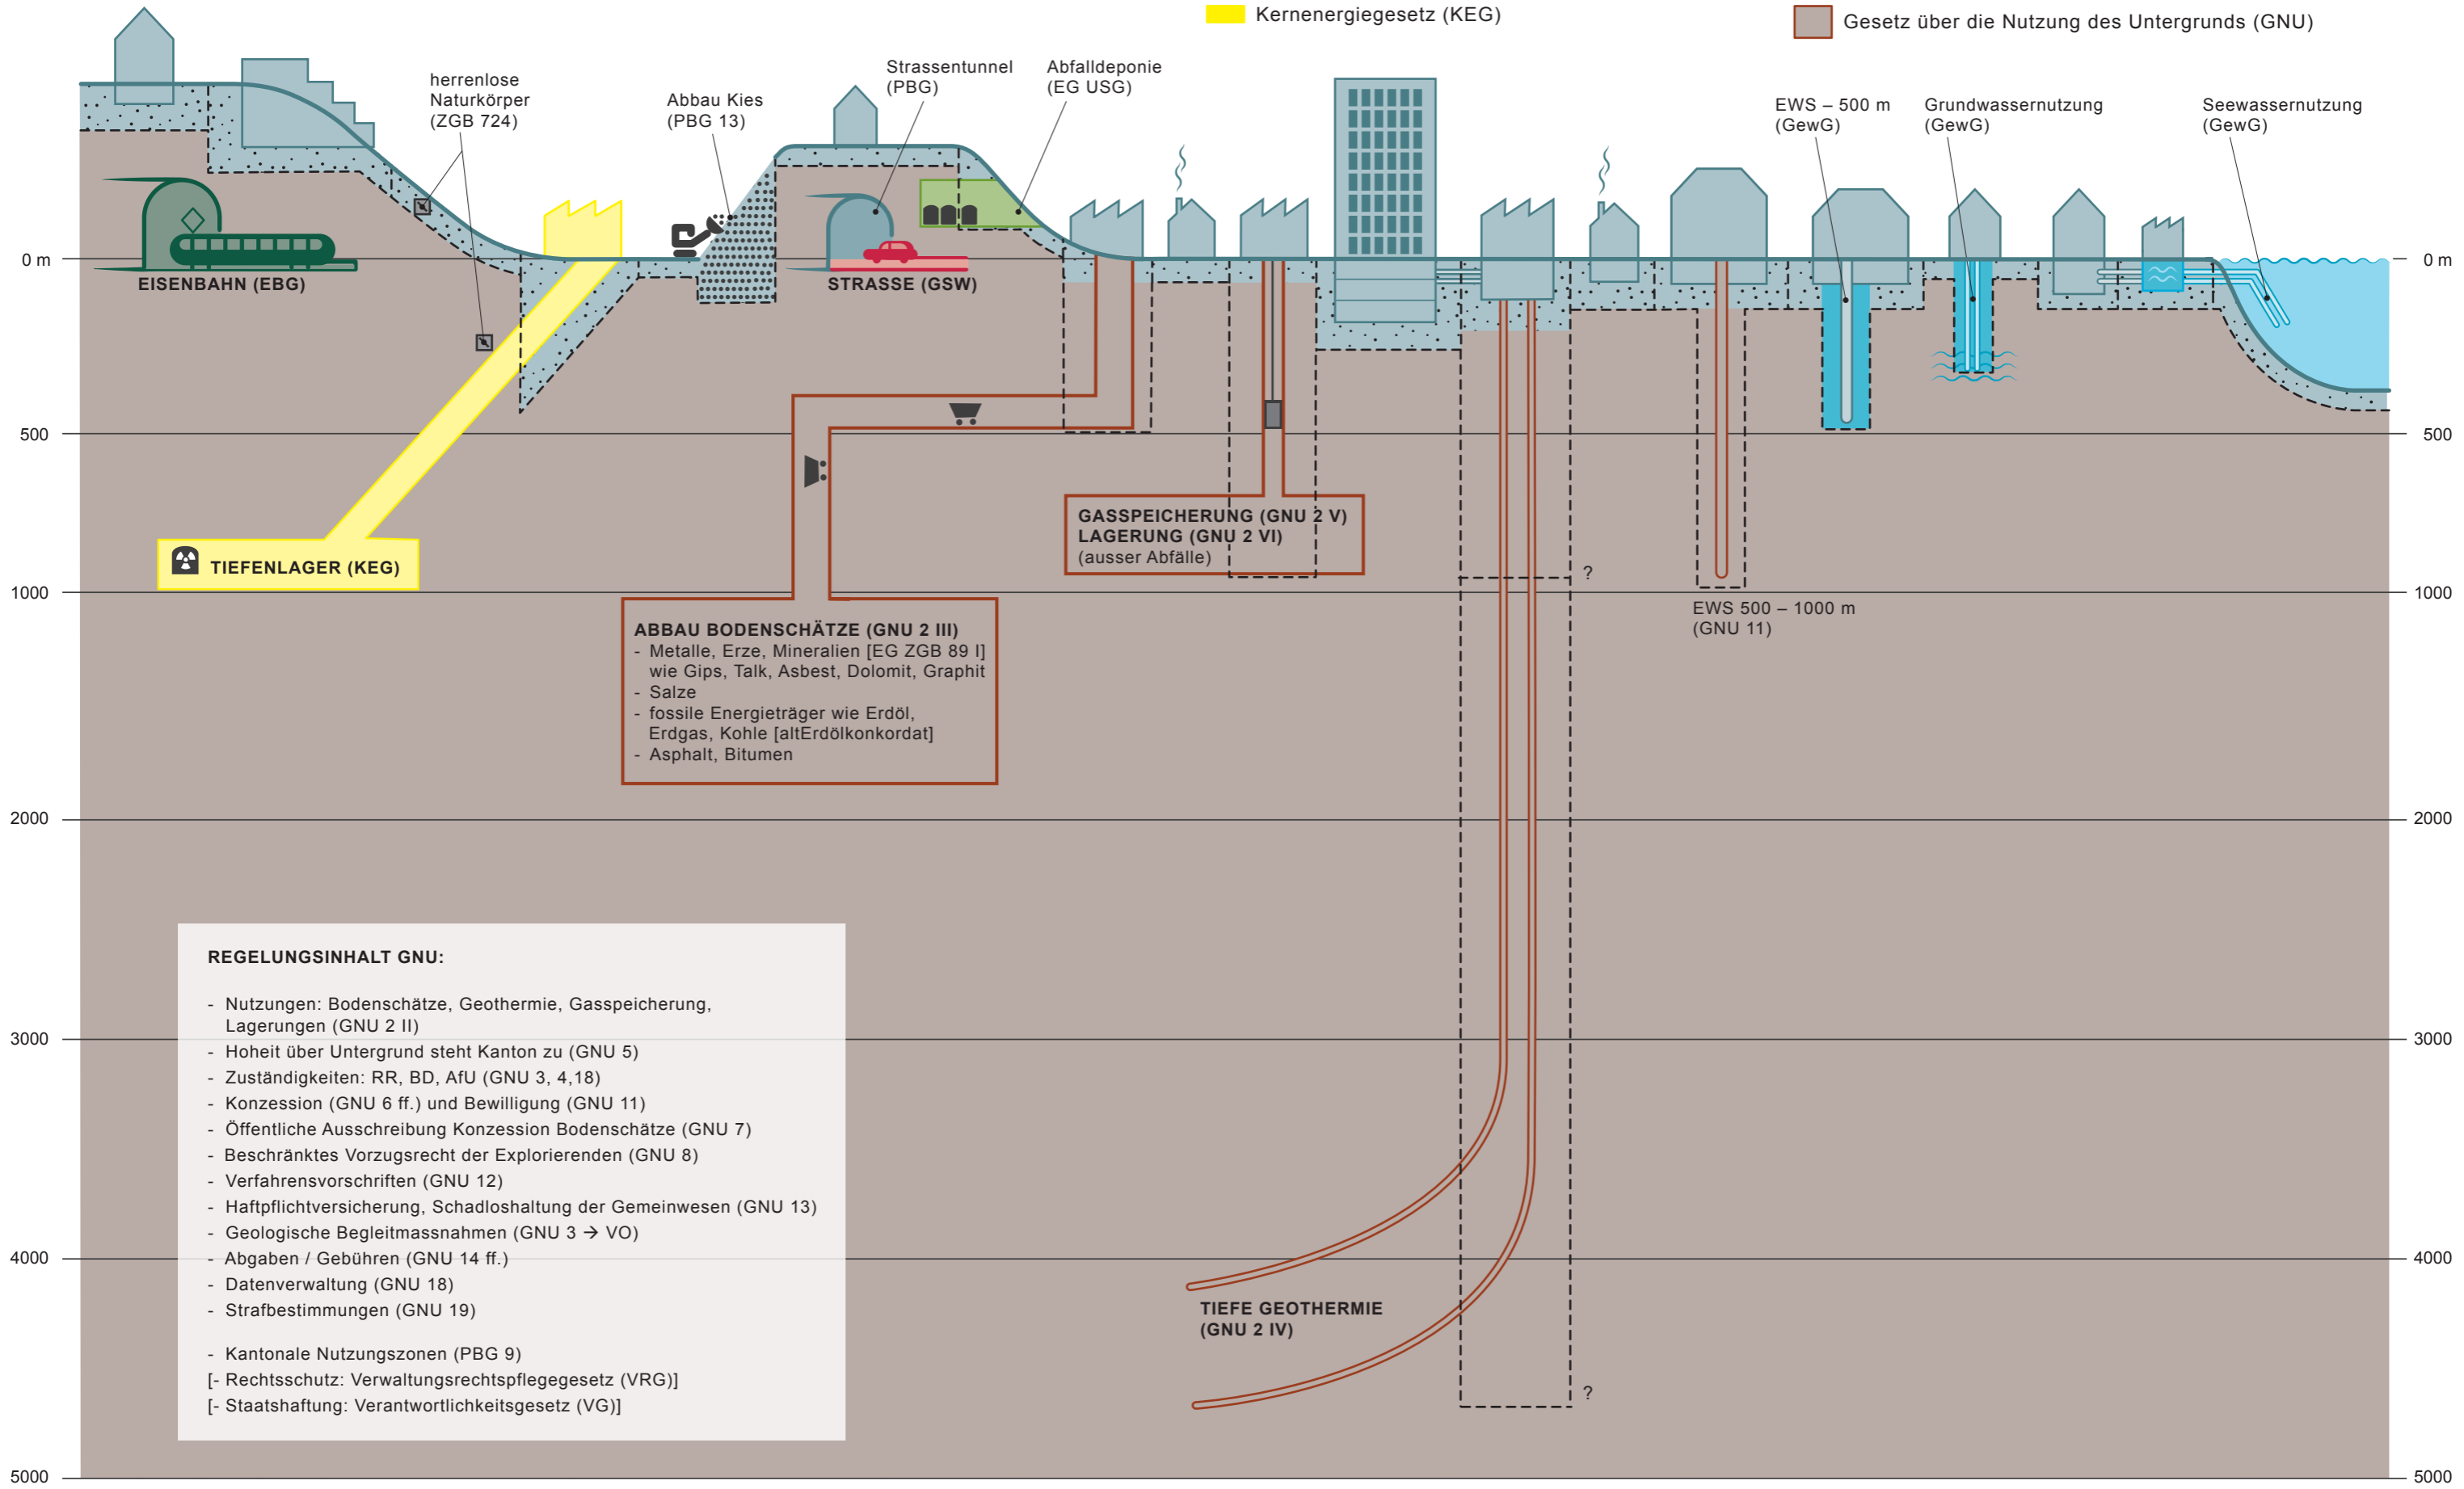 Kernenergiegesetz (KEG)
Gesetz über die Nutzung des Untergrunds (GNU)
herrenlose
Naturkörper
(ZGB 724)
Abbau Kies
(PBG 13)
Strassentunnel
(PBG)
Abfalldeponie
(EG USG)
EWS – 500 m
(GewG)
Grundwassernutzung
(GewG)
Seewassernutzung
(GewG)
0 m
0 m
EISENBAHN (EBG)
STRASSE (GSW)
500
500
GASSPEICHERUNG (GNU 2 V)
LAGERUNG (GNU 2 VI)
(ausser Abfälle)
TIEFENLAGER (KEG)
?
1000
1000
EWS 500 – 1000 m
(GNU 11)
ABBAU BODENSCHÄTZE (GNU 2 III)
- Metalle, Erze, Mineralien [EG ZGB 89 I]
wie Gips, Talk, Asbest, Dolomit, Graphit
- Salze
- fossile Energieträger wie Erdöl,
Erdgas, Kohle [altErdölkonkordat]
- Asphalt, Bitumen
2000
2000
REGELUNGSINHALT GNU:
- Nutzungen: Bodenschätze, Geothermie, Gasspeicherung,
Lagerungen (GNU 2 II)
- Hoheit über Untergrund steht Kanton zu (GNU 5)
- Zuständigkeiten: RR, BD, AfU (GNU 3, 4,18)
- Konzession (GNU 6 ff.) und Bewilligung (GNU 11)
- Öffentliche Ausschreibung Konzession Bodenschätze (GNU 7)
- Beschränktes Vorzugsrecht der Explorierenden (GNU 8)
- Verfahrensvorschriften (GNU 12)
- Haftpflichtversicherung, Schadloshaltung der Gemeinwesen (GNU 13)
- Geologische Begleitmassnahmen (GNU 3 → VO)
- Abgaben / Gebühren (GNU 14 ff.)
- Datenverwaltung (GNU 18)
- Strafbestimmungen (GNU 19)
- Kantonale Nutzungszonen (PBG 9)
[- Rechtsschutz: Verwaltungsrechtspflegegesetz (VRG)]
[- Staatshaftung: Verantwortlichkeitsgesetz (VG)]
3000
3000
4000
4000
TIEFE GEOTHERMIE
(GNU 2 IV)
?
5000
5000